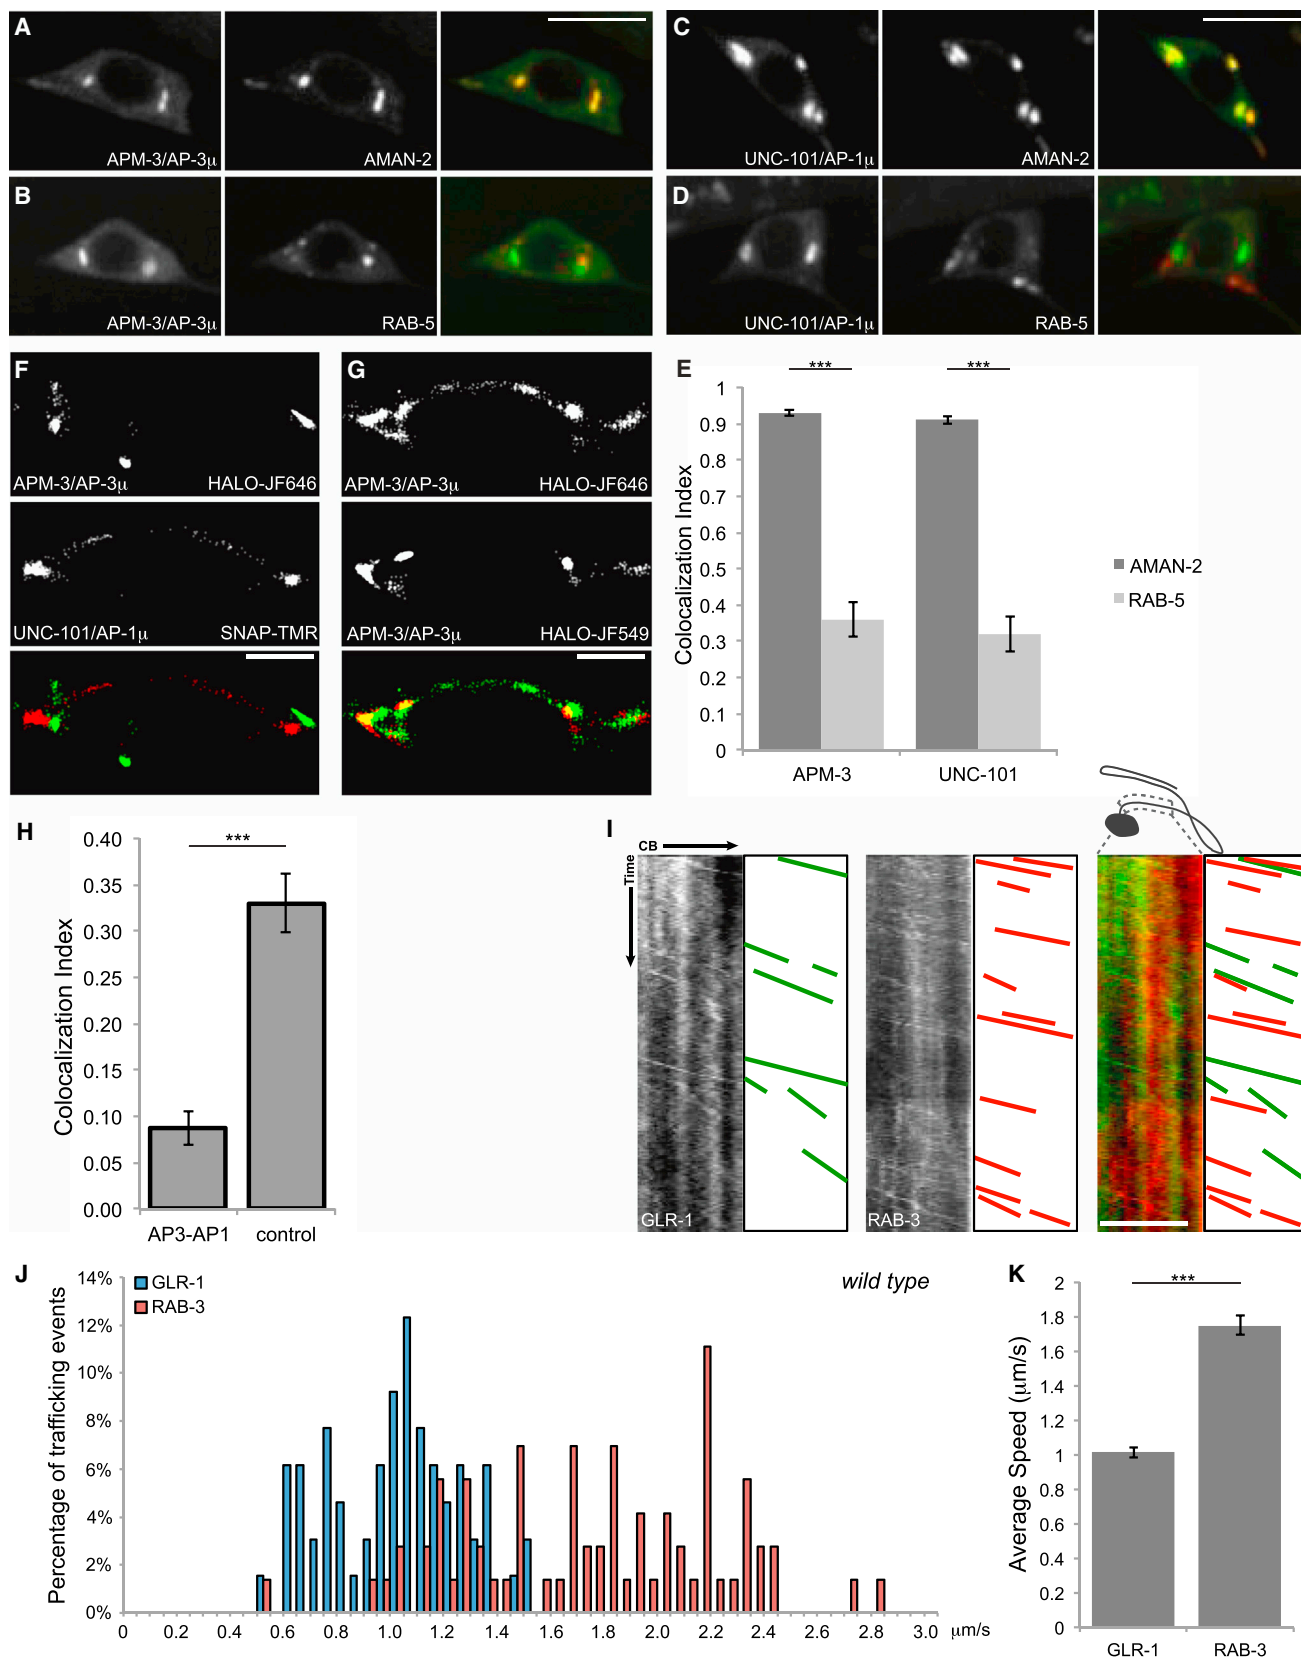 A
APM-3/AP-3μ
AMAN-2
C
UNC-101/AP-1μ
AMAN-2
B
APM-3/AP-3μ
RAB-5
D
UNC-101/AP-1μ
RAB-5
F
APM-3/AP-3μ HALO-JF646
UNC-101/AP-1μ SNAP-TMR
G
APM-3/AP-3μ HALO-JF646
APM-3/AP-3μ HALO-JF549
E
*** ***
Colocalization Index
1
0.9
0.8
0.7
0.6
0.5
0.4
0.3
0.2
0.1
0
APM-3 UNC-101
AMAN-2
RAB-5
H
***
Colocalization Index
0.40
0.35
0.30
0.25
0.20
0.15
0.10
0.05
0.00
AP3-AP1 control
I
CB
Time
GLR-1
RAB-3
J
GLR-1
RAB-3
wild type
Percentage of trafficking events
14%
12%
10%
8%
6%
4%
2%
0%
0 0.2 0.4 0.6 0.8 1.0 1.2 1.4 1.6 1.8 2.0 2.2 2.4 2.6 2.8 3.0 μm/s
K
***
Average Speed (μm/s)
2
1.8
1.6
1.4
1.2
1
0.8
0.6
0.4
0.2
0
GLR-1 RAB-3